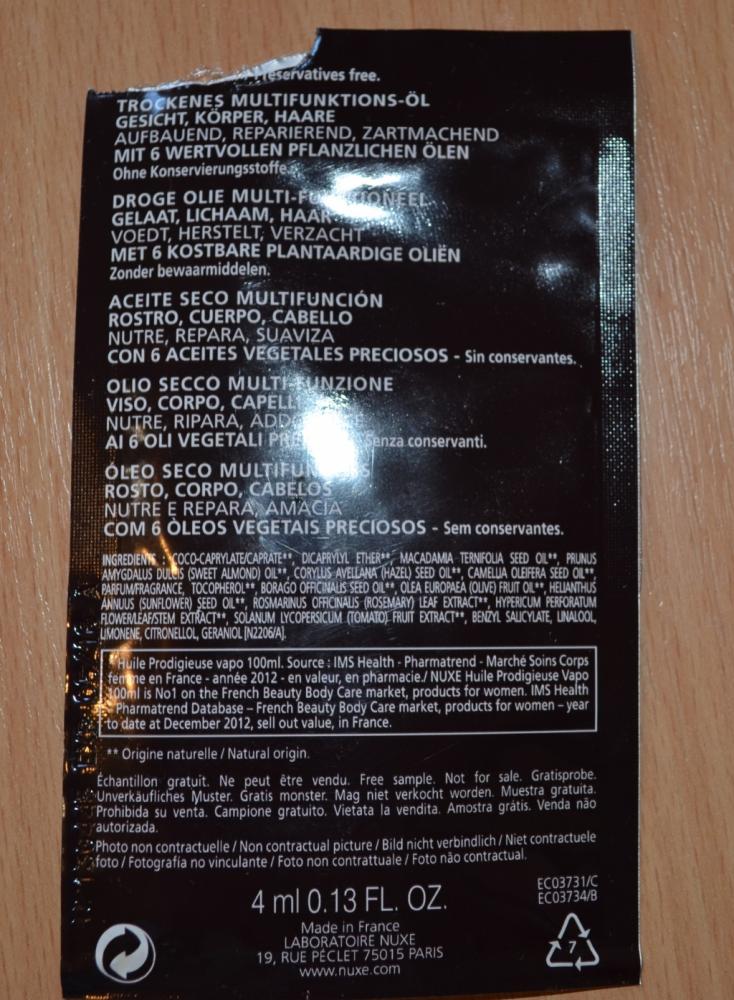 Preservatives free.
TROCKENES MULTIFUNKTIONS-ÖL
GESICHT, KÖRPER, HAARE
AUFBAUEND, REPARIEREND, ZARTMACHEND
MIT 6 WERTVOLLEN PFLANZLICHEN ÖLEN
Ohne Konservierungsstoffe.
DROGE OLIE
GELAAT, LICHAAM,
VOEDT, HERSTELT, VERZACHT
MET 6 KOSTBARE PLANTAARDIGE OLIËN
Zonder bewaarmiddelen.
ACEITE SECO MULTIFUNCIÓN
ROSTRO, CUERPO, CABELLO
NUTRE, REPARA, SUAVIZA
CON 6 ACEITES VEGETALES PRECIOSOS - Sin conservantes.
OLIO SECCO MULTI-FUNZIONE
VISO, CORPO,
NUTRE, RIPARA,
AI 6 OLI VEGETALI Senza conservanti.
ÓLEO SECO
ROSTO, CORPO, CABELOS
NUTRE E REPARA, AMACIA
COM 6 ÓLEOS VEGETAIS PRECIOSOS - Sem conservantes.
INGREDIENTS : COCO-CAPRYLATE/CAPRATE**, DICAPRYLYL ETHER**, MACADAMIA TERNIFOLIA SEED OIL**, PRUNUS
AMYGDALUS DULCIS (SWEET ALMOND) OIL**, CORYLUS AVELLANA (HAZEL) SEED OIL**, CAMELLIA OLEIFERA SEED OIL**,
PARFUM/FRAGRANCE, TOCOPHEROL**, BORAGO OFFICINALIS SEED OIL**, OLEA EUROPAEA (OLIVE) FRUIT OIL**, HELIANTHUS
ANNUUS (SUNFLOWER) SEED OIL**, ROSMARINUS OFFICINALIS (ROSEMARY) LEAF EXTRACT**, HYPERICUM PERFORATUM
FLOWER/LEAF/STEM EXTRACT**, SOLANUM LYCOPERSICUM (TOMATO) FRUIT EXTRACT**, BENZYL SALICYLATE, LINALOOL,
LIMONENE, CITRONELLOL, GERANIOL [N2206/A].
*Huile Prodigieuse vapo 100ml. Source : IMS Health - Pharmatrend - Marché Soins Corps
femme en France - année 2012 - en valeur, en pharmacie./ NUXE Huile Prodigieuse Vapo
100ml is No1 on the French Beauty Body Care market, products for women. IMS Health
- Pharmatrend Database – French Beauty Body Care market, products for women – year
to date at December 2012, sell out value, in France.
** Origine naturelle / Natural origin.
Échantillon gratuit. Ne peut être vendu. Free sample. Not for sale. Gratisprobe.
Unverkäufliches Muster. Gratis monster. Mag niet verkocht worden. Muestra gratuita.
Prohibida su venta. Campione gratuito. Vietata la vendita. Amostra grátis. Venda não
autorizada.
Photo non contractuelle / Non contractual picture / Bild nicht verbindlich / Niet contractuele
foto / Fotografía no vinculante / Foto non contrattuale / Foto não contractual.
EC03731/C
EC03734/B
4 ml 0.13 FL. OZ.
Made in France
LABORATOIRE NUXE
19, RUE PÉCLET 75015 PARIS
www.nuxe.com
7